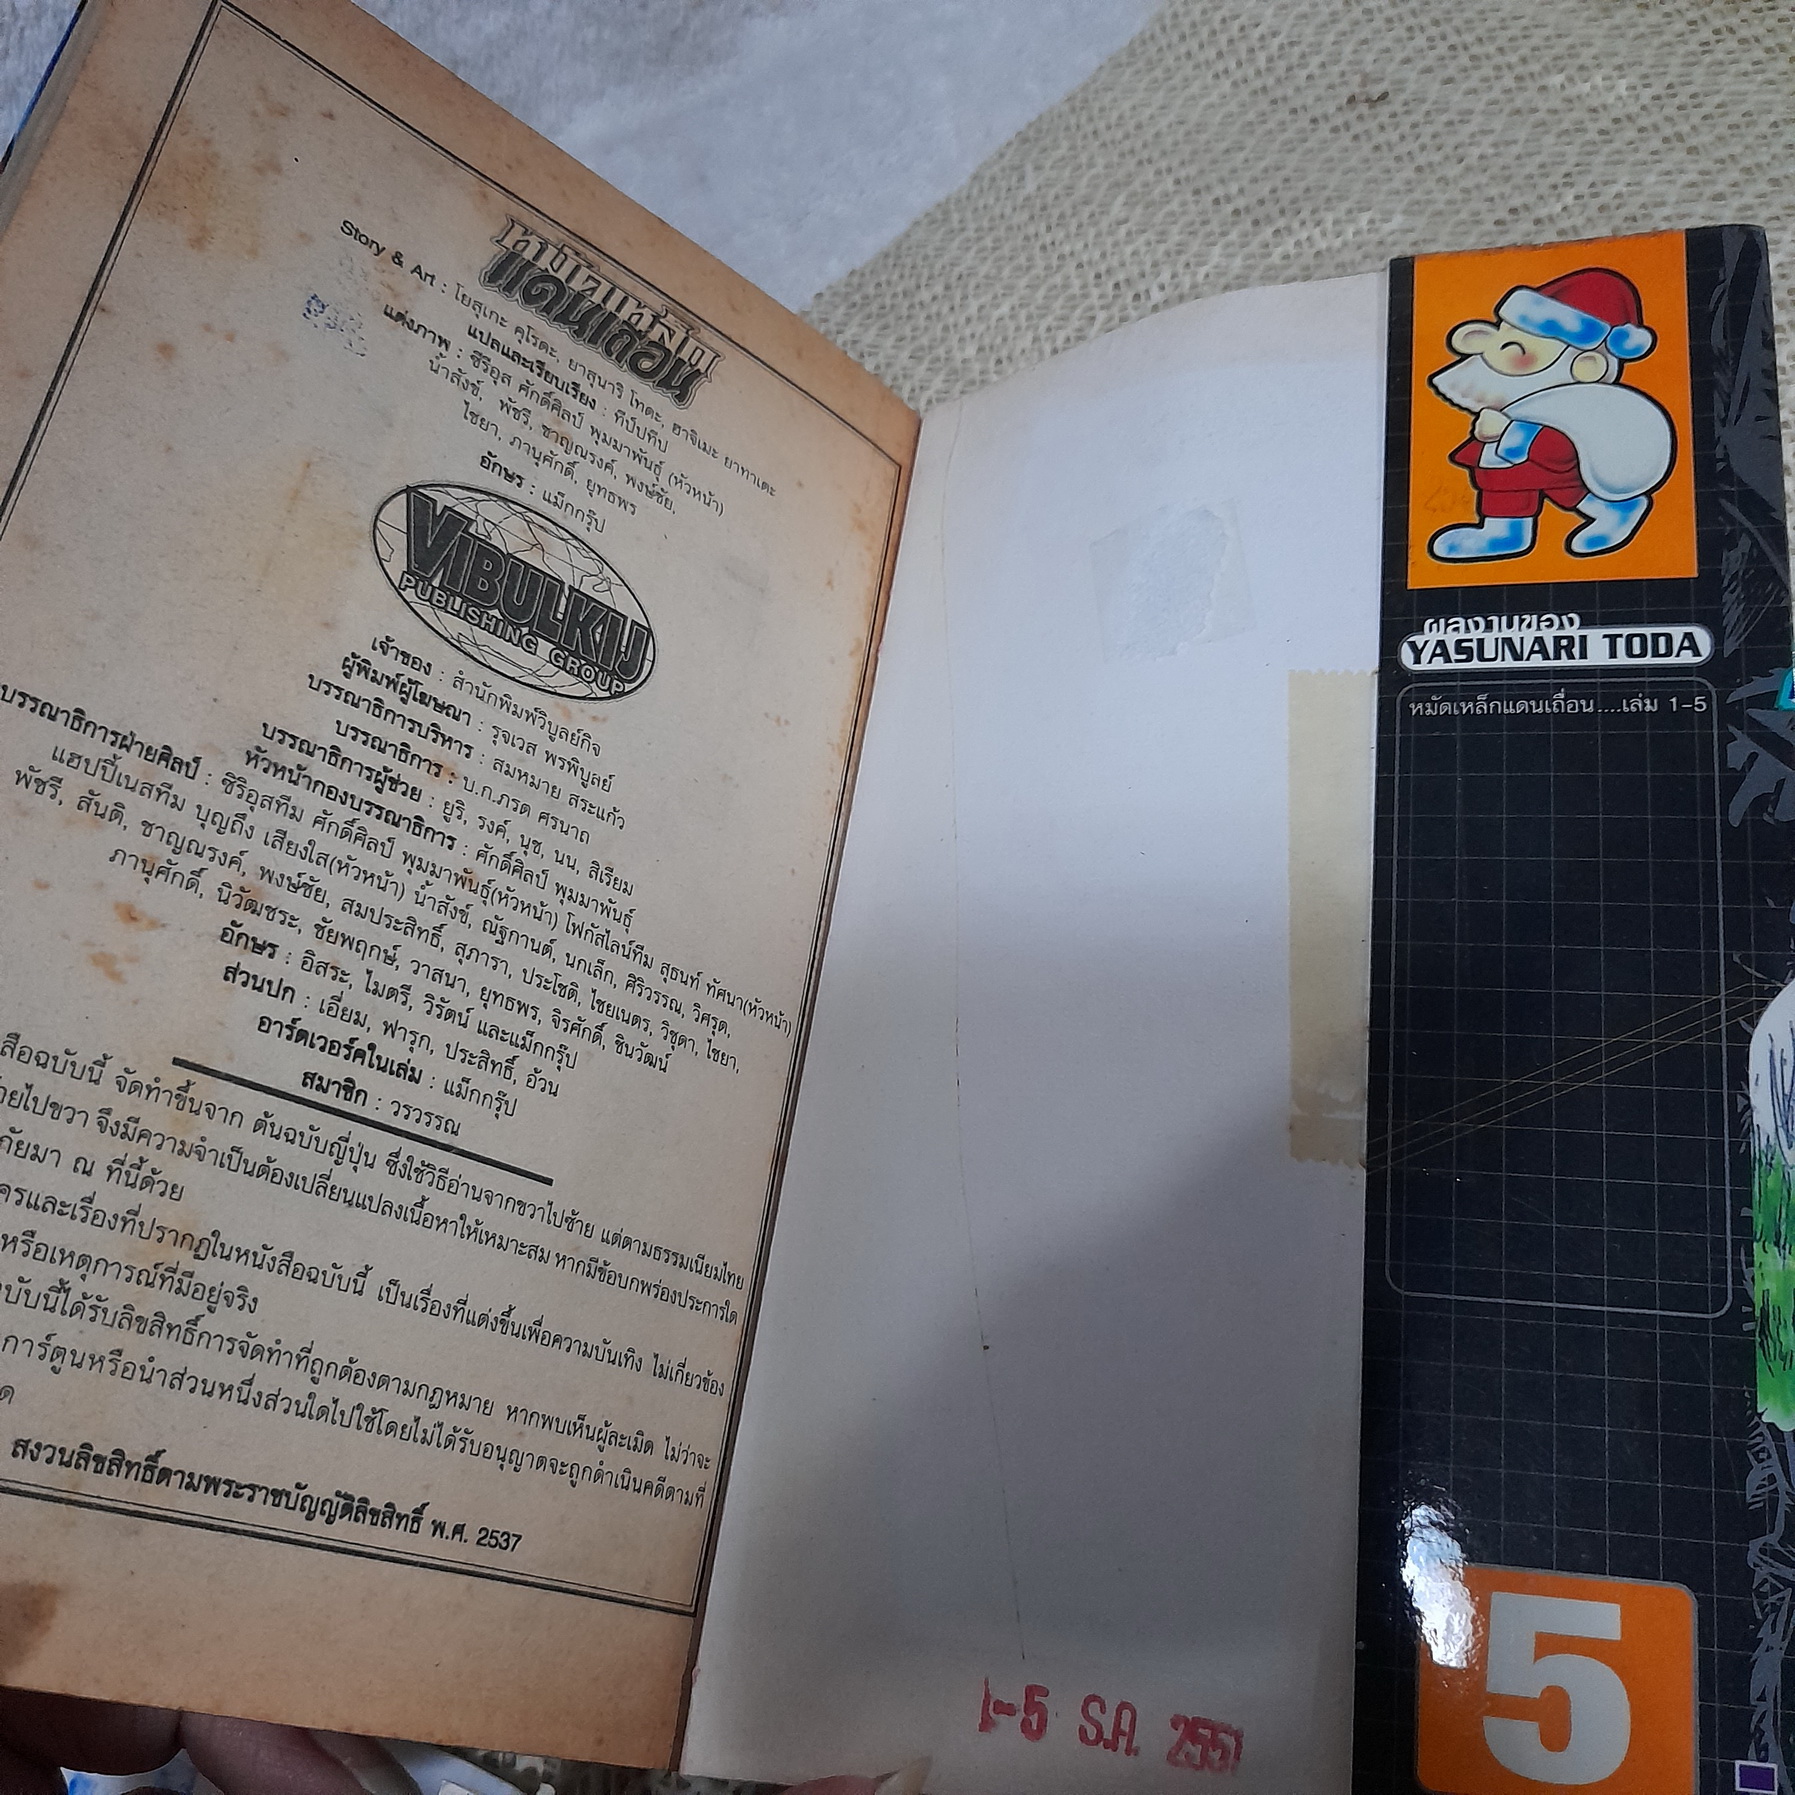 หมัดเหล็ก
แดนเถื่อน
Story & Art : โยสุเกะ คุโรดะ, ยาสุนาริ โทดะ, ฮาจิเมะ ยาทาเตะ
แปลและเรียบเรียง : ทีปัปทีป
แต่งภาพ : ซีรีอุส ศักดิ์ศิลป์ พุมมาพันธุ์ (หัวหน้า)
น้ำสังข์, พัชรี, ชาญณรงค์, พงษ์ชัย,
ไชยา, ภานุศักดิ์, ยุทธพร
อักษร : แม็กกรุ๊ป
VIBULKIJ
PUBLISHING GROUP
เจ้าของ : สำนักพิมพ์วิบูลย์กิจ
ผู้พิมพ์ผู้โฆษณา : รุจเวส พรพิบูลย์
บรรณาธิการบริหาร : สมหมาย สระแก้ว
บรรณาธิการ : บ.ก.ภรต ศรนาถ
บรรณาธิการผู้ช่วย : ยูริ, รงค์, นุช, นน, สิเรียม
หัวหน้ากองบรรณาธิการ : ศักดิ์ศิลป์ พุมมาพันธุ์
บรรณาธิการฝ่ายศิลป์ : ซิริอุสทีม ศักดิ์ศิลป์ พุมมาพันธุ์(หัวหน้า) โฟกัสไลน์ทีม สุธนท์ ทัศนา(หัวหน้า)
แฮปปี้เนสทีม บุญถึง เสียงใส(หัวหน้า) น้ำสังข์, ณัฐกานต์, นกเล็ก, ศิริวรรณ, วิศรุต,
พัชรี, สันติ, ชาญณรงค์, พงษ์ชัย, สมประสิทธิ์, สุภารา, ประโชติ, ไชยเนตร, วิชุดา, ไชยา,
ภานุศักดิ์, นิวัฒชระ, ชัยพฤกษ์, วาสนา, ยุทธพร, จิรศักดิ์, ชินวัฒน์
อักษร : อิสระ, ไมตรี, วิรัตน์ และแม็กกรุ๊ป
ส่วนปก : เอี่ยม, ฟารุก, ประสิทธิ์, อ้วน
อาร์ตเวอร์คในเล่ม : แม็กกรุ๊ป
สมาชิก : วรวรรณ
สือฉบับนี้ จัดทำขึ้นจาก ต้นฉบับญี่ปุ่น ซึ่งใช้วิธีอ่านจากขวาไปซ้าย แต่ตามธรรมเนียมไทย
ายไปขวา จึงมีความจำเป็นต้องเปลี่ยนแปลงเนื้อหาให้เหมาะสม หากมีข้อบกพร่องประการใด
ภัยมา ณ ที่นี้ด้วย
ครและเรื่องที่ปรากฏในหนังสือฉบับนี้ เป็นเรื่องที่แต่งขึ้นเพื่อความบันเทิง ไม่เกี่ยวข้อง
หรือเหตุการณ์ที่มีอยู่จริง
บับนี้ได้รับลิขสิทธิ์การจัดทำที่ถูกต้องตามกฎหมาย หากพบเห็นผู้ละเมิด ไม่ว่าจะ
การ์ตูนหรือนำส่วนหนึ่งส่วนใดไปใช้โดยไม่ได้รับอนุญาตจะถูกดำเนินคดีตามที่
ด
สงวนลิขสิทธิ์ตามพระราชบัญญัติลิขสิทธิ์ พ.ศ. 2537
1-5 ส.ค. 2551
ผลงานของ
YASUNARI TODA
หมัดเหล็กแดนเถื่อน....เล่ม 1-5
5